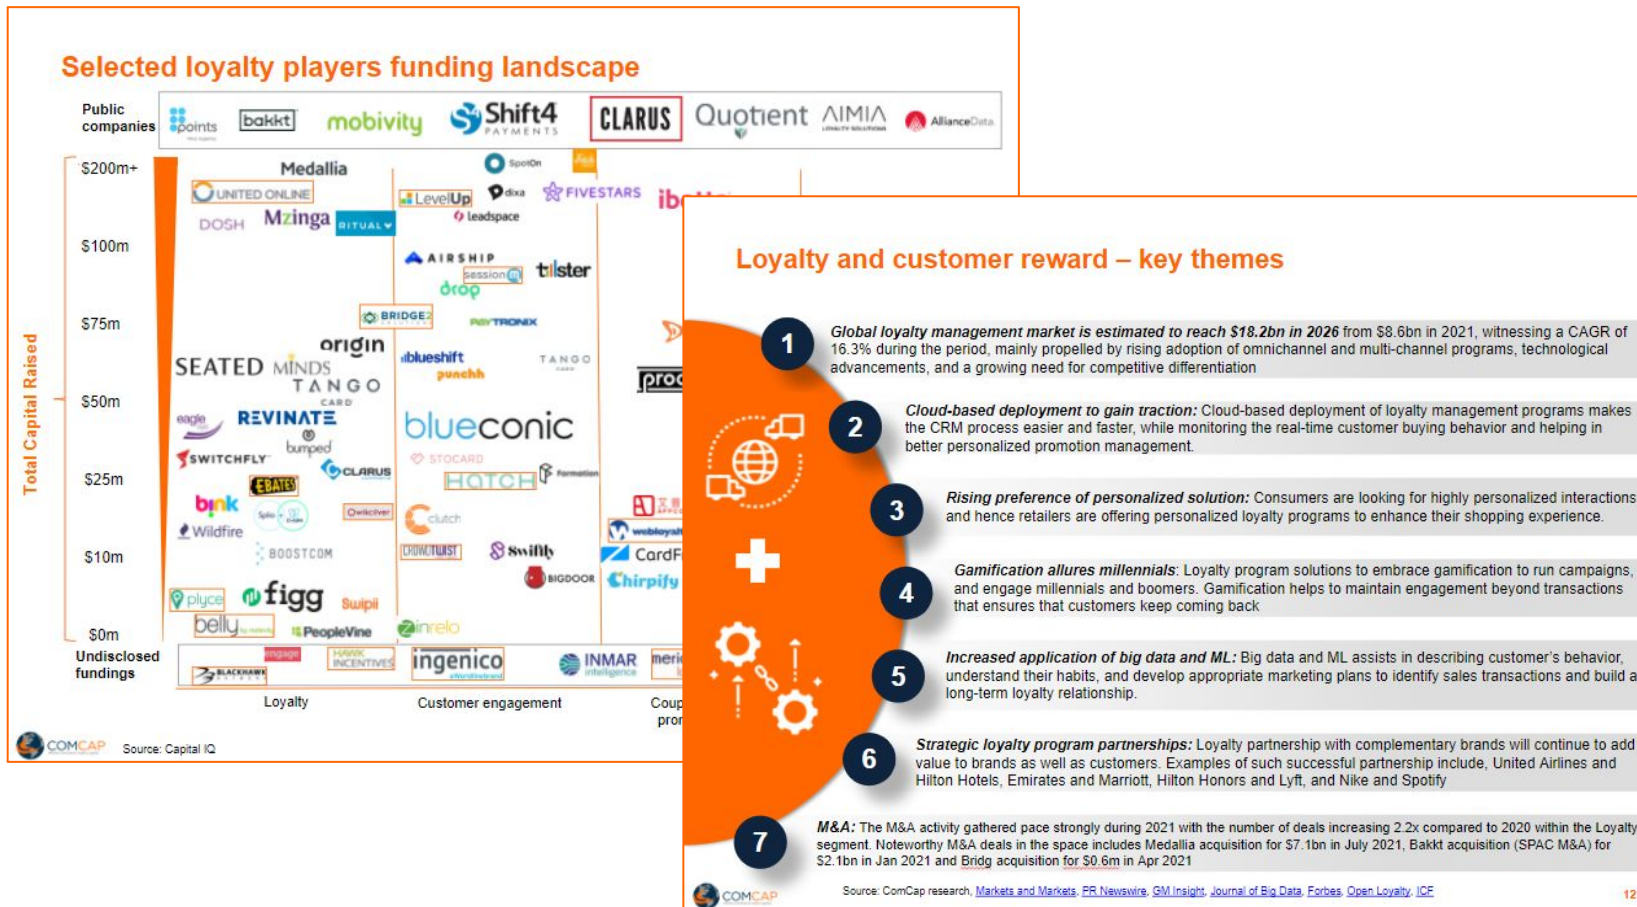 Selected loyalty players funding landscape
Public
companies
points
bakkt
mobivity
Shift4
PAYMENTS
CLARUS
Quotient
AIMIA
LOYALTY SOLUTIONS
AllianceData
$200m+
Medallia
SpotOn
UNITED ONLINE
LevelUp
dixa
FIVESTARS
DOSH
Mzinga
RITUAL
leadspace
$100m
AIRSHIP
session
tillster
drop
$75m
BRIDGE2
SOLUTIONS
PAYTRONIX
origin
SEATED
MINDS
blueshift
TANGO
CARD
punchh
TANGO
CARD
$50m
eagle
REVINATE
blueconic
bumped
SWITCHFLY
CLARUS
STOCARD
HATCH
Formation
$25m
EBATES
bink
Qwikcilver
clutch
Wildfire
webloyalty
BOOSTCOM
CROWDTWIST
Swiftly
CardF
$10m
BIGDOOR
Chirpify
plyce
figg
Swipii
belly
PeopleVine
Zinrelo
$0m
Total Capital Raised
Undisclosed
fundings
engage
HAWK
INCENTIVES
BLACKHAWK
NETWORK
ingenico
INMAR
intelligence
Loyalty
Customer engagement
Coup
COMCAP
Source: Capital IQ
Loyalty and customer reward – key themes
1
Global loyalty management market is estimated to reach $18.2bn in 2026 from $8.6bn in 2021, witnessing a CAGR of
16.3% during the period, mainly propelled by rising adoption of omnichannel and multi-channel programs, technological
advancements, and a growing need for competitive differentiation
2
Cloud-based deployment to gain traction: Cloud-based deployment of loyalty management programs makes
the CRM process easier and faster, while monitoring the real-time customer buying behavior and helping in
better personalized promotion management.
3
Rising preference of personalized solution: Consumers are looking for highly personalized interactions
and hence retailers are offering personalized loyalty programs to enhance their shopping experience.
4
Gamification allures millennials: Loyalty program solutions to embrace gamification to run campaigns,
and engage millennials and boomers. Gamification helps to maintain engagement beyond transactions
that ensures that customers keep coming back
5
Increased application of big data and ML: Big data and ML assists in describing customer's behavior,
understand their habits, and develop appropriate marketing plans to identify sales transactions and build a
long-term loyalty relationship.
6
Strategic loyalty program partnerships: Loyalty partnership with complementary brands will continue to add
value to brands as well as customers. Examples of such successful partnership include, United Airlines and
Hilton Hotels, Emirates and Marriott, Hilton Honors and Lyft, and Nike and Spotify
7
M&A: The M&A activity gathered pace strongly during 2021 with the number of deals increasing 2.2x compared to 2020 within the Loyalty
segment. Noteworthy M&A deals in the space includes Medallia acquisition for $7.1bn in July 2021, Bakkt acquisition (SPAC M&A) for
$2.1bn in Jan 2021 and Bridg acquisition for $0.6m in Apr 2021
COMCAP
Source: ComCap research, Markets and Markets, PR Newswire, GM Insight, Journal of Big Data, Forbes, Open Loyalty, ICF
12